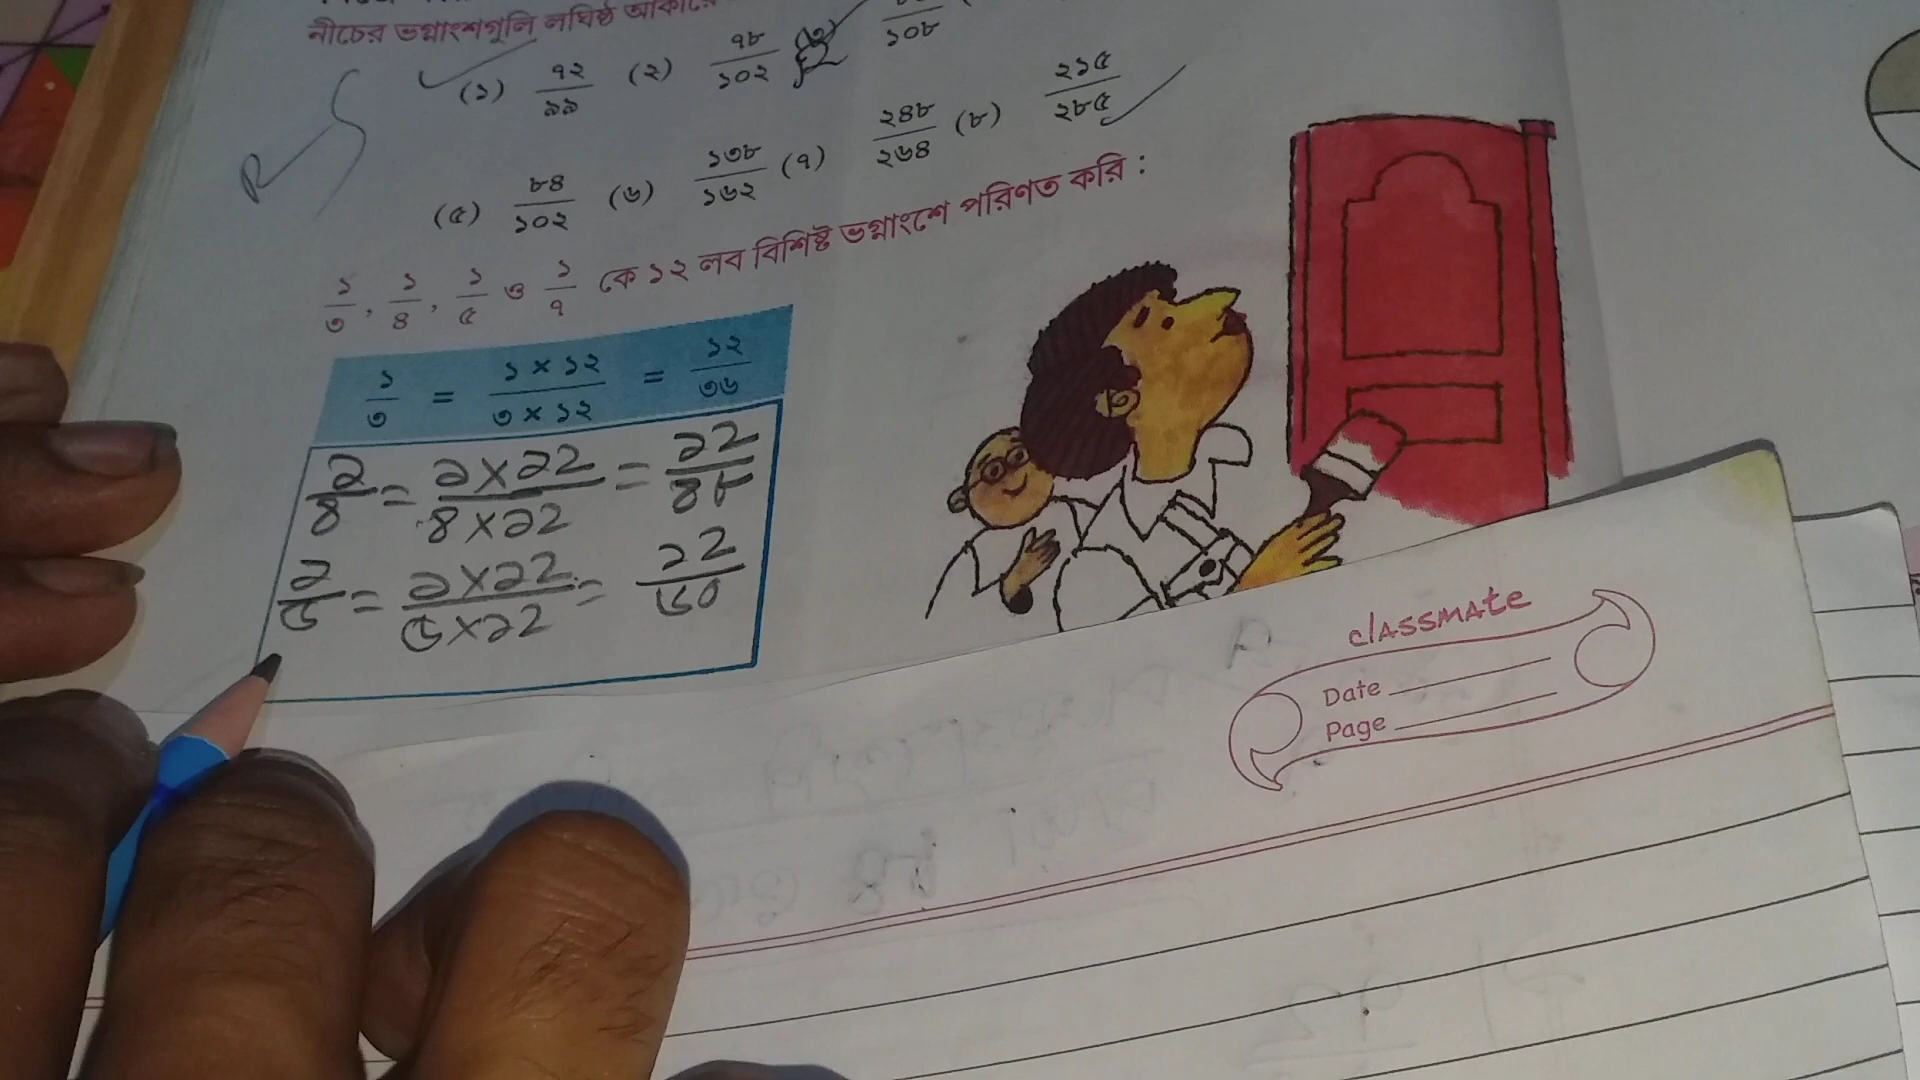 নীচের ভগ্নাংশগুলি লঘিষ্ঠ আকারে
(১) ৭২/৯৯ (২) ৭৮/১০২ (৩) /১০৮
(৫) ৮৪/১০২ (৬) ১৩৮/১৬২ (৭) ২৪৮/২৬৪ (৮) ২১৫/২৮৫
১/৩, ১/৪, ১/৫ ও ১/৭ কে ১২ লব বিশিষ্ট ভগ্নাংশে পরিণত করি :
১/৩ = ১ × ১২/৩ × ১২ = ১২/৩৬
১/৪ = ১ × ১২/৪ × ১২ = ১২/৪৮
১/৫ = ১ × ১২/৫ × ১২ = ১২/৬০
classmate
Date
Page